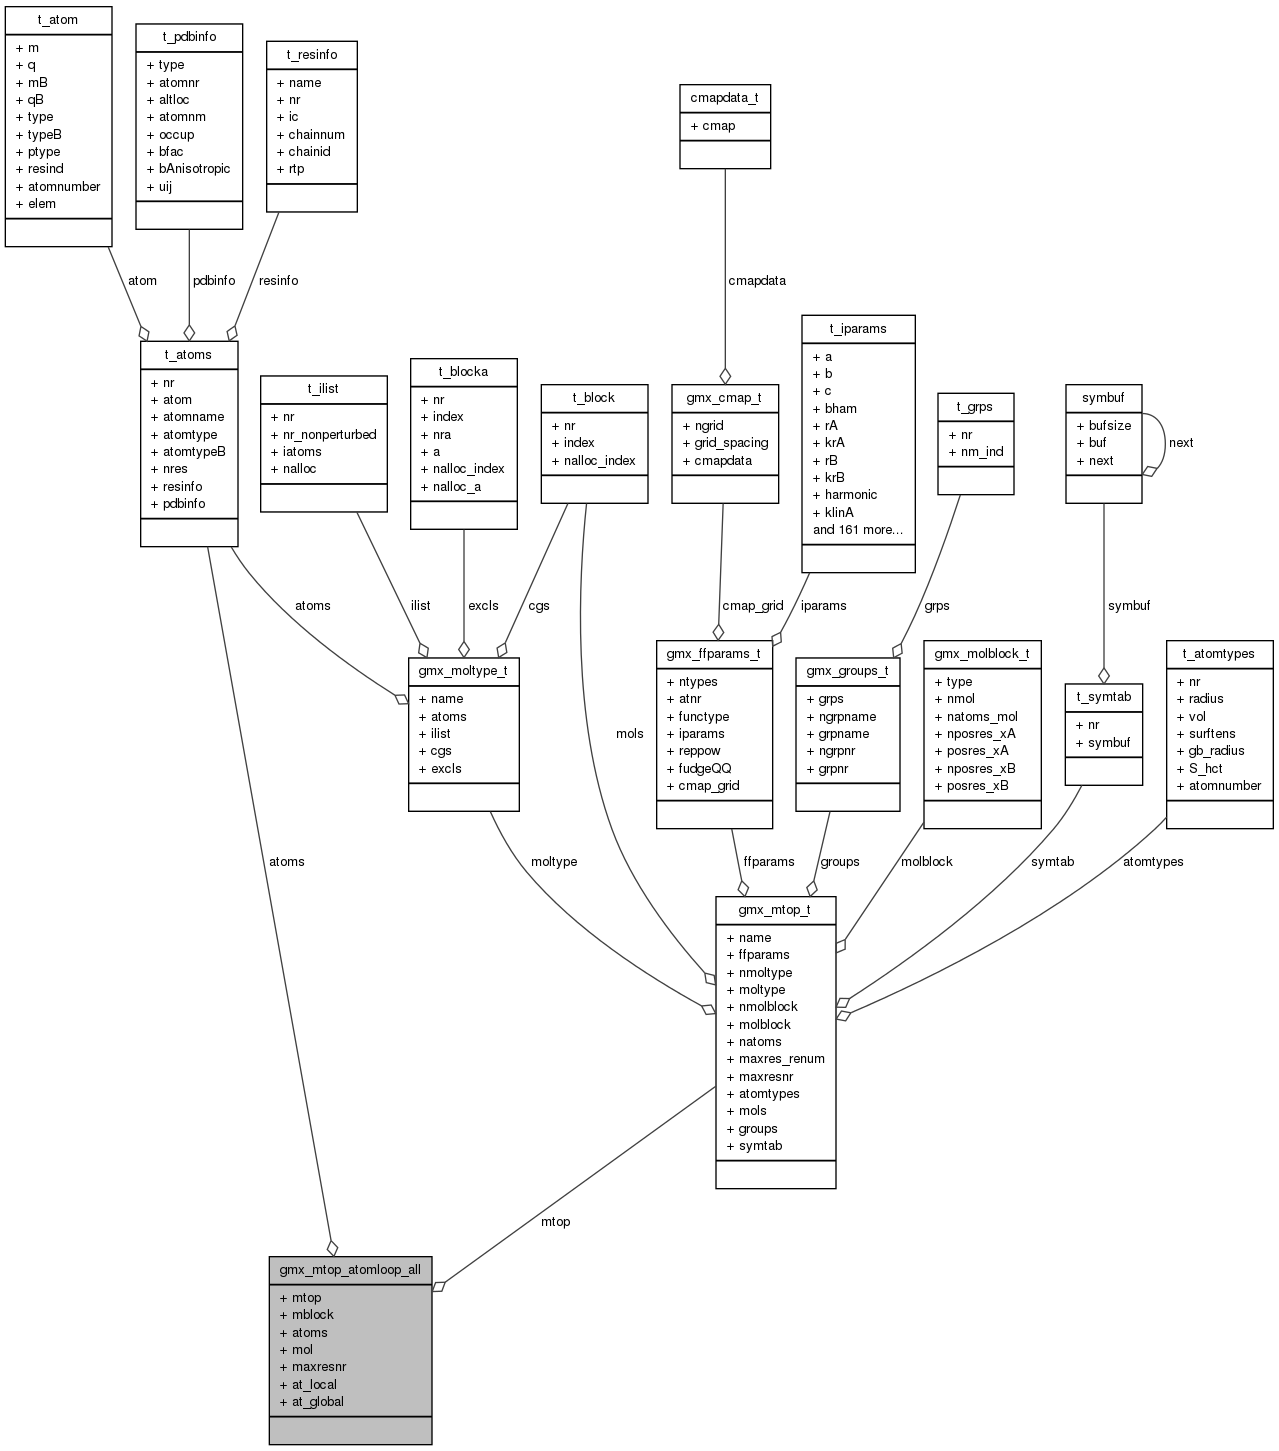 t_atom
+ m
+ q
+ mB
+ qB
+ type
+ typeB
+ ptype
+ resind
+ atomnumber
+ elem
t_pdbinfo
+ type
+ atomnr
+ altloc
+ atomnm
+ occup
+ bfac
+ bAnisotropic
+ uij
t_resinfo
+ name
+ nr
+ ic
+ chainnum
+ chainid
+ rtp
cmapdata_t
+ cmap
atom
pdbinfo
resinfo
cmapdata
t_atoms
+ nr
+ atom
+ atomname
+ atomtype
+ atomtypeB
+ nres
+ resinfo
+ pdbinfo
t_ilist
+ nr
+ nr_nonperturbed
+ iatoms
+ nalloc
t_blocka
+ nr
+ index
+ nra
+ a
+ nalloc_index
+ nalloc_a
t_block
+ nr
+ index
+ nalloc_index
gmx_cmap_t
+ ngrid
+ grid_spacing
+ cmapdata
t_iparams
+ a
+ b
+ c
+ bham
+ rA
+ krA
+ rB
+ krB
+ harmonic
+ klinA
and 161 more...
t_grps
+ nr
+ nm_ind
symbuf
+ bufsize
+ buf
+ next
next
atoms
ilist
excls
cgs
cmap_grid
iparams
grps
symbuf
gmx_moltype_t
+ name
+ atoms
+ ilist
+ cgs
+ excls
mols
gmx_ffparams_t
+ ntypes
+ atnr
+ functype
+ iparams
+ reppow
+ fudgeQQ
+ cmap_grid
gmx_groups_t
+ grps
+ ngrpname
+ grpname
+ ngrpnr
+ grpnr
gmx_molblock_t
+ type
+ nmol
+ natoms_mol
+ nposres_xA
+ posres_xA
+ nposres_xB
+ posres_xB
t_symtab
+ nr
+ symbuf
t_atomtypes
+ nr
+ radius
+ vol
+ surftens
+ gb_radius
+ S_hct
+ atomnumber
atoms
moltype
ffparams
groups
molblock
symtab
atomtypes
gmx_mtop_t
+ name
+ ffparams
+ nmoltype
+ moltype
+ nmolblock
+ molblock
+ natoms
+ maxres_renum
+ maxresnr
+ atomtypes
+ mols
+ groups
+ symtab
mtop
gmx_mtop_atomloop_all
+ mtop
+ mblock
+ atoms
+ mol
+ maxresnr
+ at_local
+ at_global